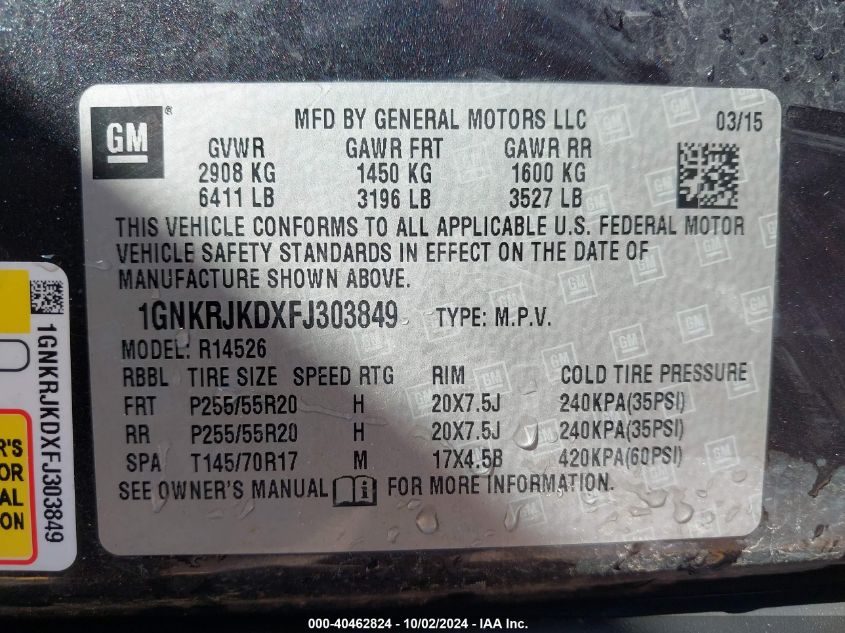 GM ®
MFD BY GENERAL MOTORS LLC 03/15
GVWR GAWR FRT GAWR RR
2908 KG 1450 KG 1600 KG
6411 LB 3196 LB 3527 LB
THIS VEHICLE CONFORMS TO ALL APPLICABLE U.S. FEDERAL MOTOR
VEHICLE SAFETY STANDARDS IN EFFECT ON THE DATE OF
MANUFACTURE SHOWN ABOVE.
1GNKRJKDXFJ303849 TYPE: M.P.V.
MODEL: R14526
RBBL TIRE SIZE SPEED RTG RIM COLD TIRE PRESSURE
FRT P255/55R20 H 20X7.5J 240KPA(35PSI)
RR P255/55R20 H 20X7.5J 240KPA(35PSI)
SPA T145/70R17 M 17X4.5B 420KPA(60PSI)
SEE OWNER'S MANUAL i FOR MORE INFORMATION.
1GNKRJKDXFJ303849
ER'S
FOR
AL
ION
000-40462824 - 10/02/2024 - IAA Inc.